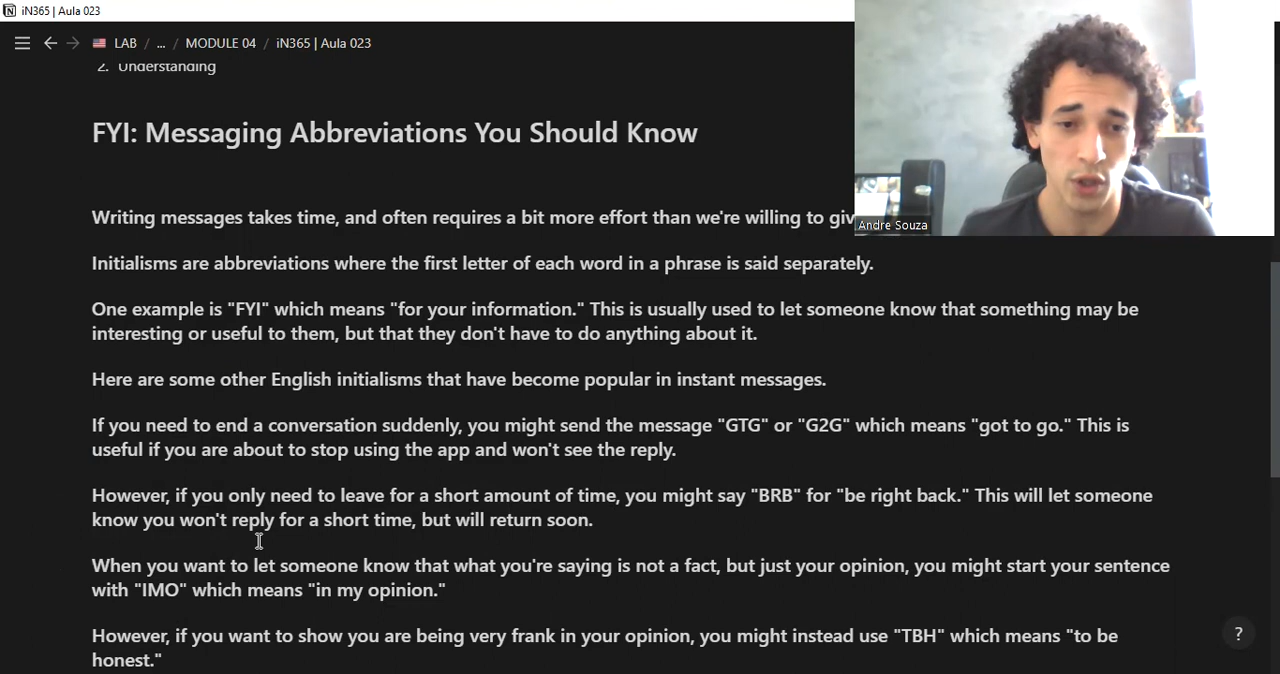 iN365 | Aula 023
LAB / ... / MODULE 04 / iN365 | Aula 023
2. Understanding
FYI: Messaging Abbreviations You Should Know
Writing messages takes time, and often requires a bit more effort than we're willing to
Initialisms are abbreviations where the first letter of each word in a phrase is said separately.
One example is "FYI" which means "for your information." This is usually used to let someone know that something may be
interesting or useful to them, but that they don't have to do anything about it.
Here are some other English initialisms that have become popular in instant messages.
If you need to end a conversation suddenly, you might send the message "GTG" or "G2G" which means "got to go." This is
useful if you are about to stop using the app and won't see the reply.
However, if you only need to leave for a short amount of time, you might say "BRB" for "be right back." This will let someone
know you won't reply for a short time, but will return soon.
When you want to let someone know that what you're saying is not a fact, but just your opinion, you might start your sentence
with "IMO" which means "in my opinion."
However, if you want to show you are being very frank in your opinion, you might instead use "TBH" which means "to be
honest."
Andre Souza
?